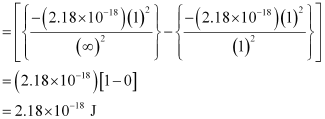 = [ { −(2.18×10⁻¹⁸)(1)² / (∞)² } − { −(2.18×10⁻¹⁸)(1)² / (1)² } ]
= (2.18×10⁻¹⁸)[1−0]
= 2.18×10⁻¹⁸ J